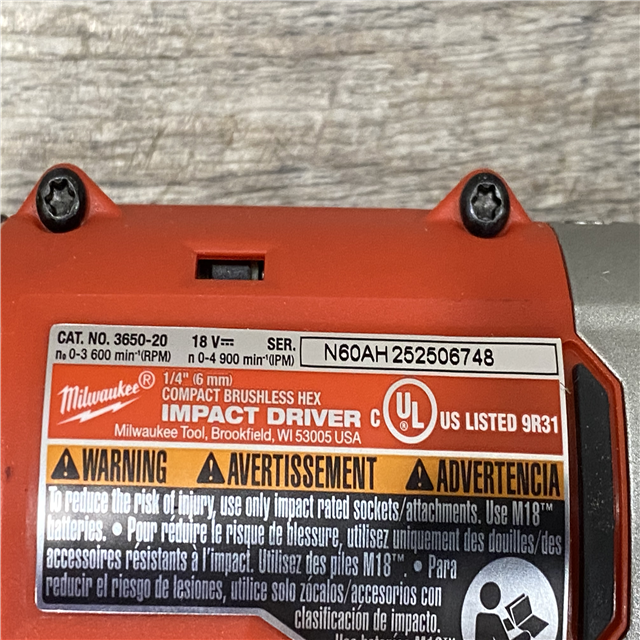 CAT. NO. 3650-20 18 V⎓ SER. N60AH 252506748
n₀ 0-3 600 min⁻¹(RPM) n 0-4 900 min⁻¹(IPM)
Milwaukee®
1/4" (6 mm)
COMPACT BRUSHLESS HEX
IMPACT DRIVER
Milwaukee Tool, Brookfield, WI 53005 USA
C UL® US LISTED 9R31
WARNING AVERTISSEMENT ADVERTENCIA
To reduce the risk of injury, use only impact rated sockets/attachments. Use M18™
batteries. • Pour réduire le risque de blessure, utilisez uniquement des douilles/des
accessoires résistants à l'impact. Utilisez des piles M18™ • Para
reducir el riesgo de lesiones, utilice solo zócalos/accesorios con
clasificación de impacto.